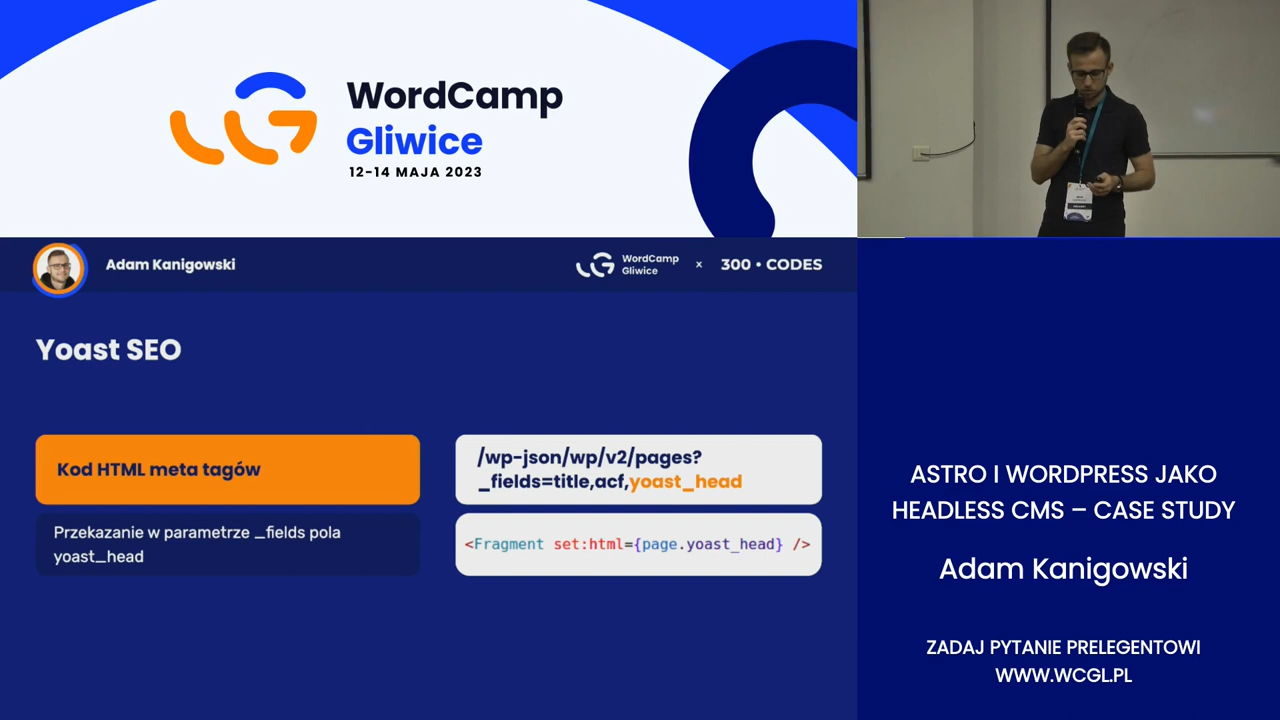 WordCamp
Gliwice
12-14 MAJA 2023
Adam Kanigowski
WordCamp
Gliwice
x
300 • CODES
Yoast SEO
Kod HTML meta tagów
Przekazanie w parametrze _fields pola
yoast_head
/wp-json/wp/v2/pages?
_fields=title,acf,yoast_head
<Fragment set:html={page.yoast_head} />
ASTRO I WORDPRESS JAKO
HEADLESS CMS – CASE STUDY
Adam Kanigowski
ZADAJ PYTANIE PRELEGENTOWI
WWW.WCGL.PL